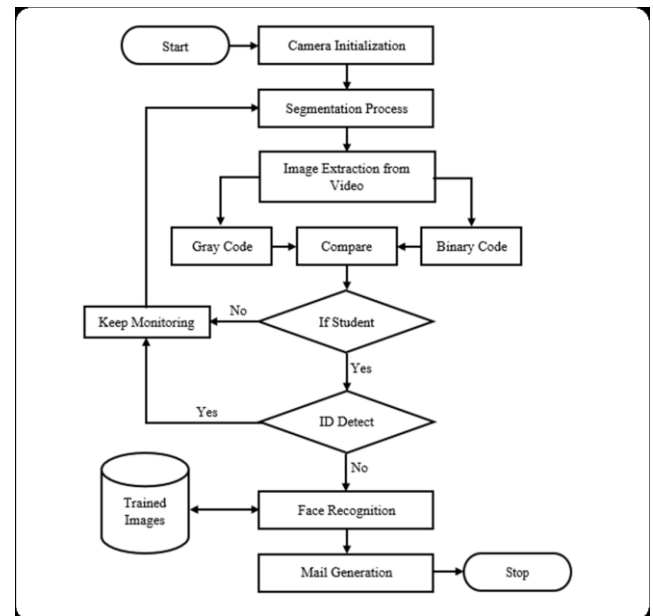 Start
Camera Initialization
Segmentation Process
Image Extraction from
Video
Gray Code
Compare
Binary Code
Keep Monitoring
No
If Student
Yes
Yes
ID Detect
No
Trained
Images
Face Recognition
Mail Generation
Stop